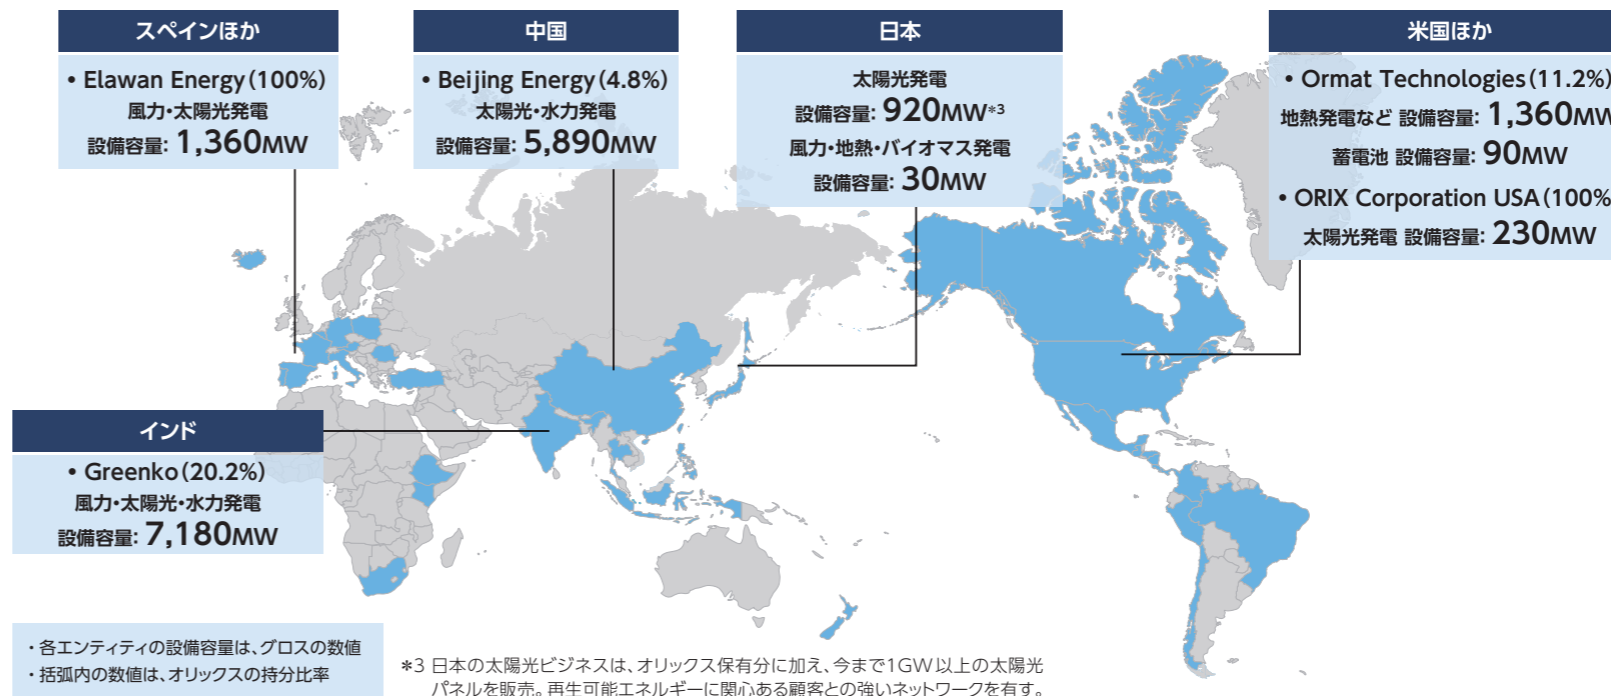 スペインほか
• Elawan Energy(100%)
風力・太陽光発電
設備容量: 1,360MW
中国
• Beijing Energy(4.8%)
太陽光・水力発電
設備容量: 5,890MW
日本
太陽光発電
設備容量: 920MW*3
風力・地熱・バイオマス発電
設備容量: 30MW
米国ほか
• Ormat Technologies(11.2%)
地熱発電など 設備容量: 1,360MW
蓄電池 設備容量: 90MW
• ORIX Corporation USA(100%
太陽光発電 設備容量: 230MW
インド
• Greenko(20.2%)
風力・太陽光・水力発電
設備容量: 7,180MW
・各エンティティの設備容量は、グロスの数値
・括弧内の数値は、オリックスの持分比率
*3 日本の太陽光ビジネスは、オリックス保有分に加え、今まで1GW以上の太陽光
パネルを販売。再生可能エネルギーに関心ある顧客との強いネットワークを有す。